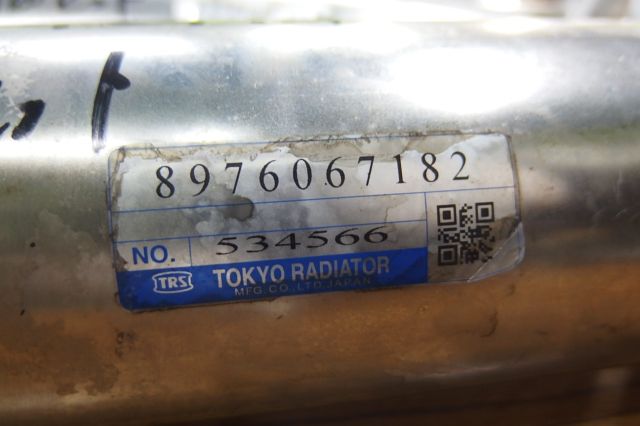 8976067182
NO. 534566
TRS TOKYO RADIATOR
MFG.CO.,LTD.JAPAN